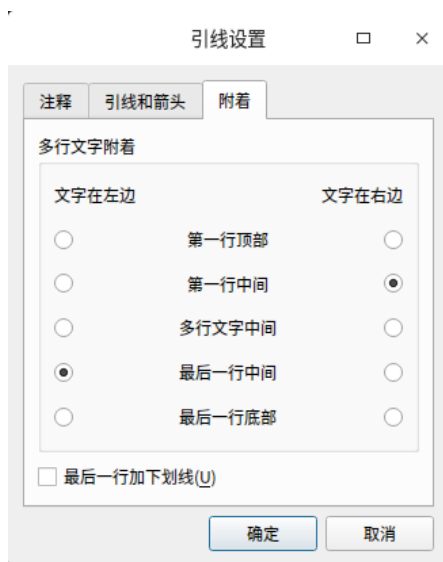 引线设置
注释 引线和箭头 附着
多行文字附着
文字在左边 文字在右边
第一行顶部
第一行中间
多行文字中间
最后一行中间
最后一行底部
最后一行加下划线(U)
确定 取消